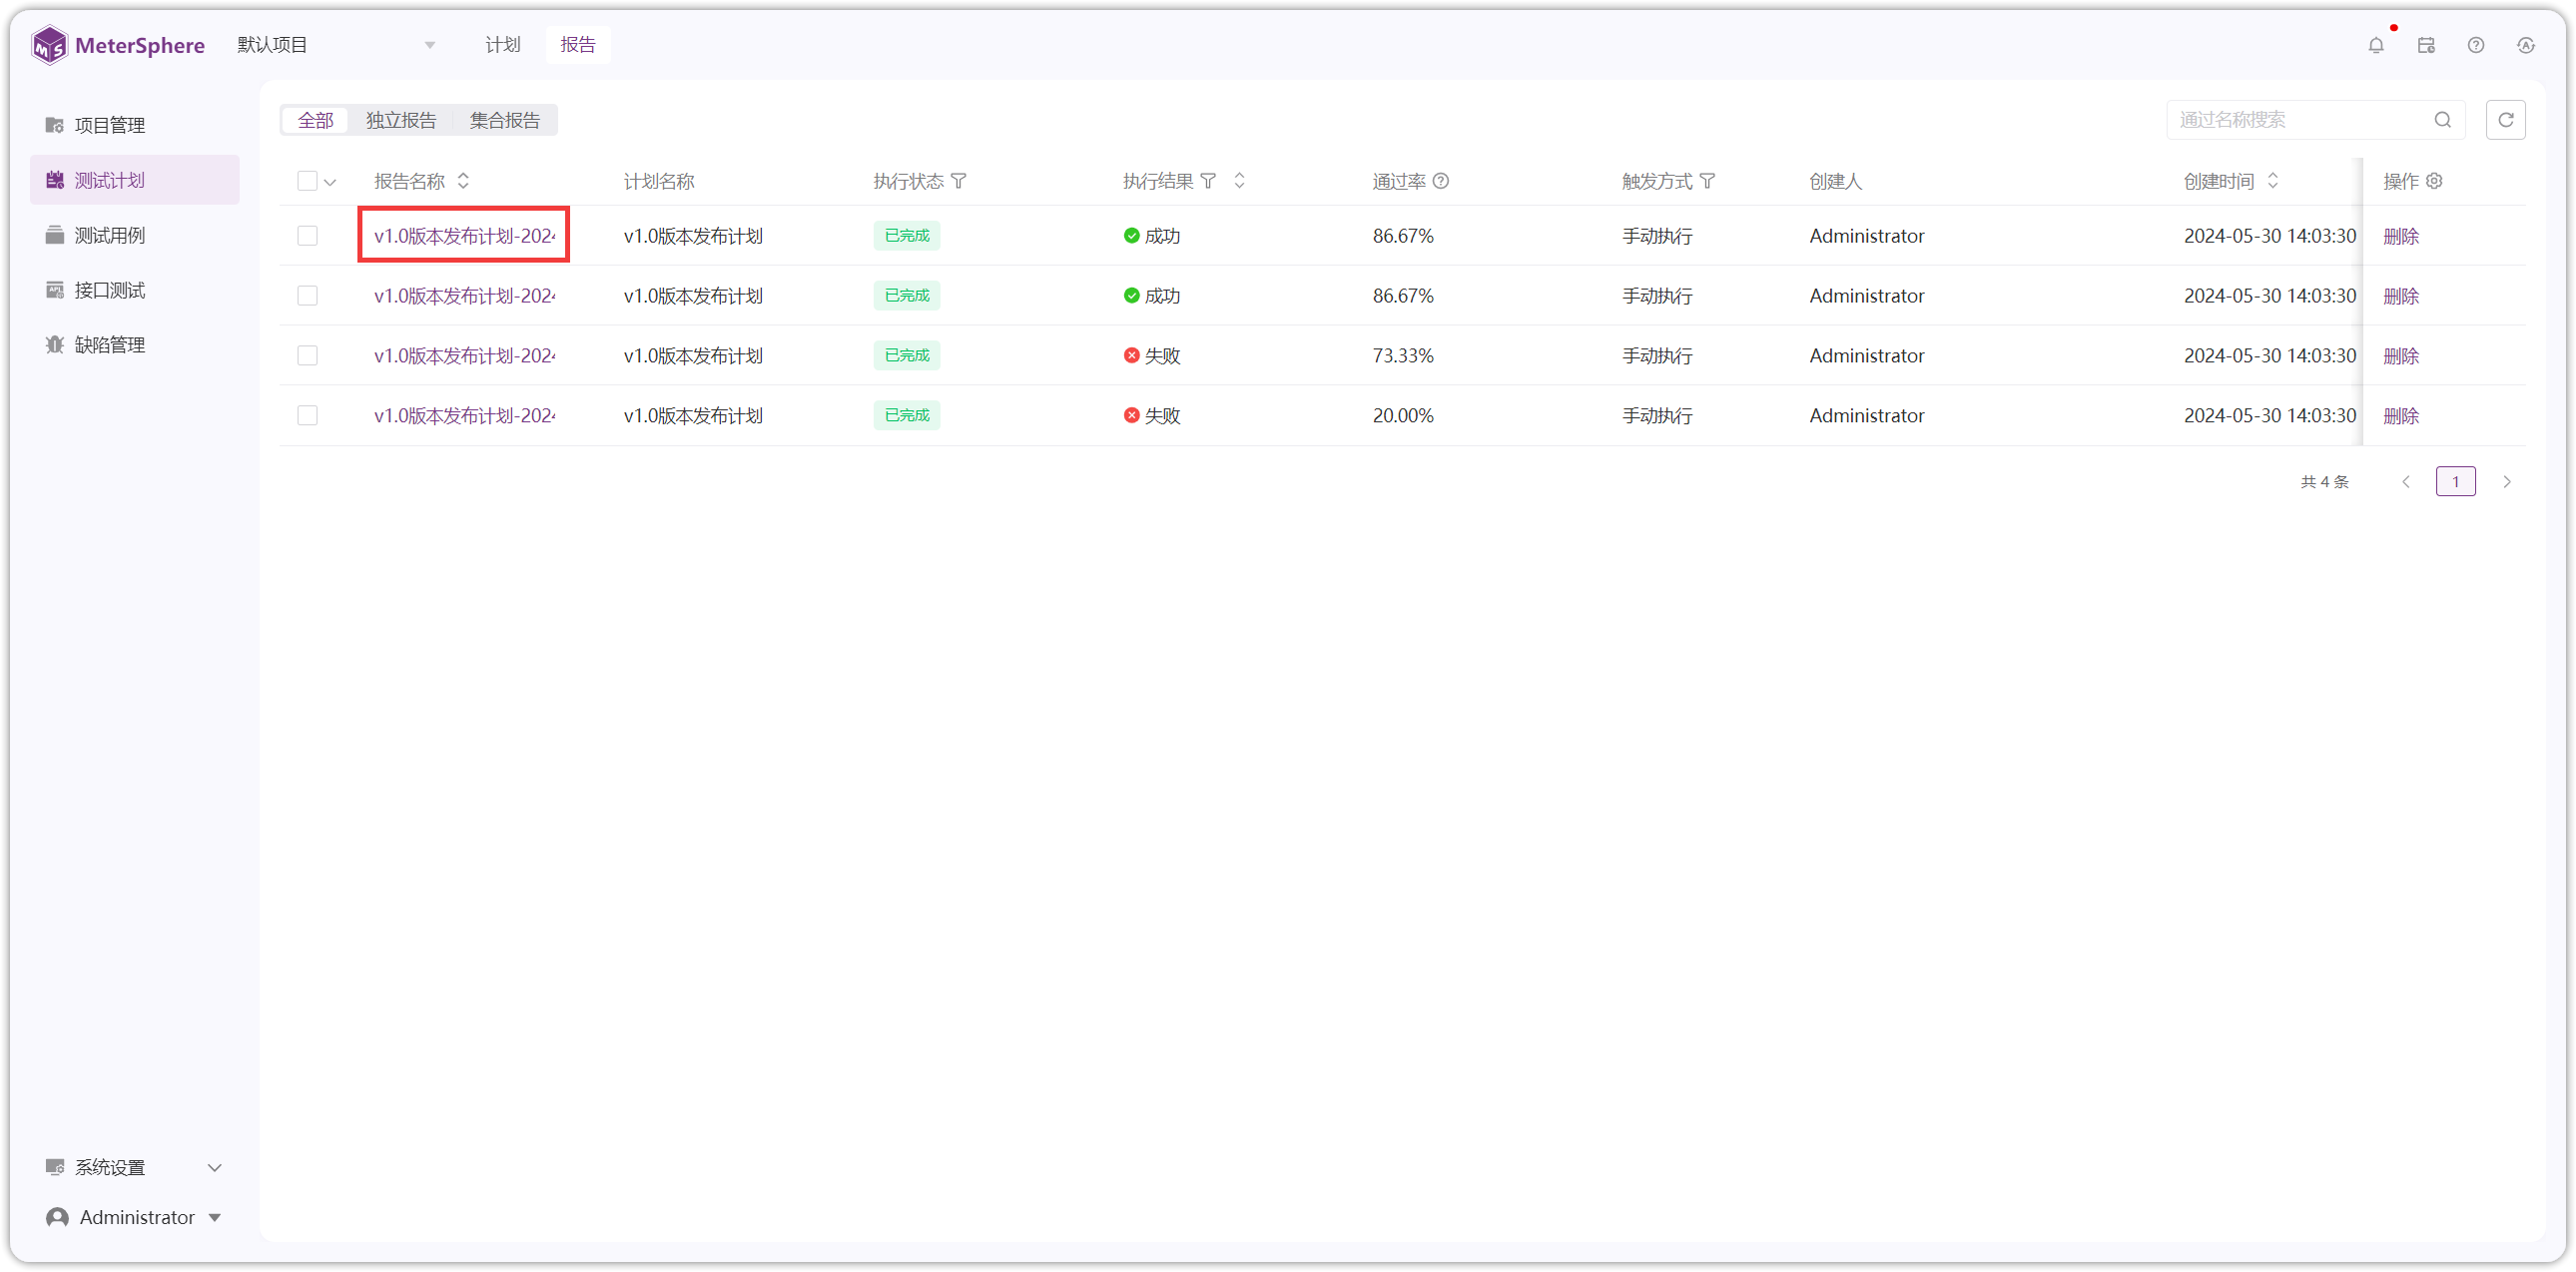 MeterSphere 默认项目 计划 报告
项目管理
测试计划
测试用例
接口测试
缺陷管理
全部 独立报告 集合报告 通过名称搜索
报告名称 计划名称 执行状态 执行结果 通过率 触发方式 创建人 创建时间 操作
v1.0版本发布计划-2024 v1.0版本发布计划 已完成 成功 86.67% 手动执行 Administrator 2024-05-30 14:03:30 删除
v1.0版本发布计划-2024 v1.0版本发布计划 已完成 成功 86.67% 手动执行 Administrator 2024-05-30 14:03:30 删除
v1.0版本发布计划-2024 v1.0版本发布计划 已完成 失败 73.33% 手动执行 Administrator 2024-05-30 14:03:30 删除
v1.0版本发布计划-2024 v1.0版本发布计划 已完成 失败 20.00% 手动执行 Administrator 2024-05-30 14:03:30 删除
共 4 条 1
系统设置
Administrator